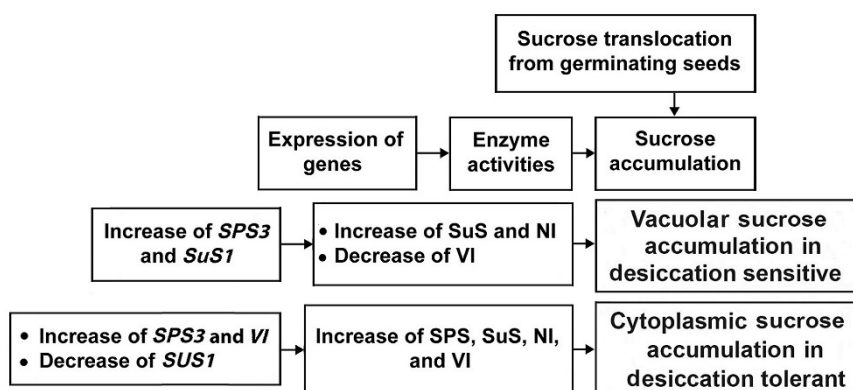 Sucrose translocation
from germinating seeds
Expression of
genes
Enzyme
activities
Sucrose
accumulation
Increase of SPS3
and SuS1
• Increase of SuS and NI
• Decrease of VI
Vacuolar sucrose
accumulation in
desiccation sensitive
• Increase of SPS3 and VI
• Decrease of SUS1
Increase of SPS, SuS, NI,
and VI
Cytoplasmic sucrose
accumulation in
desiccation tolerant